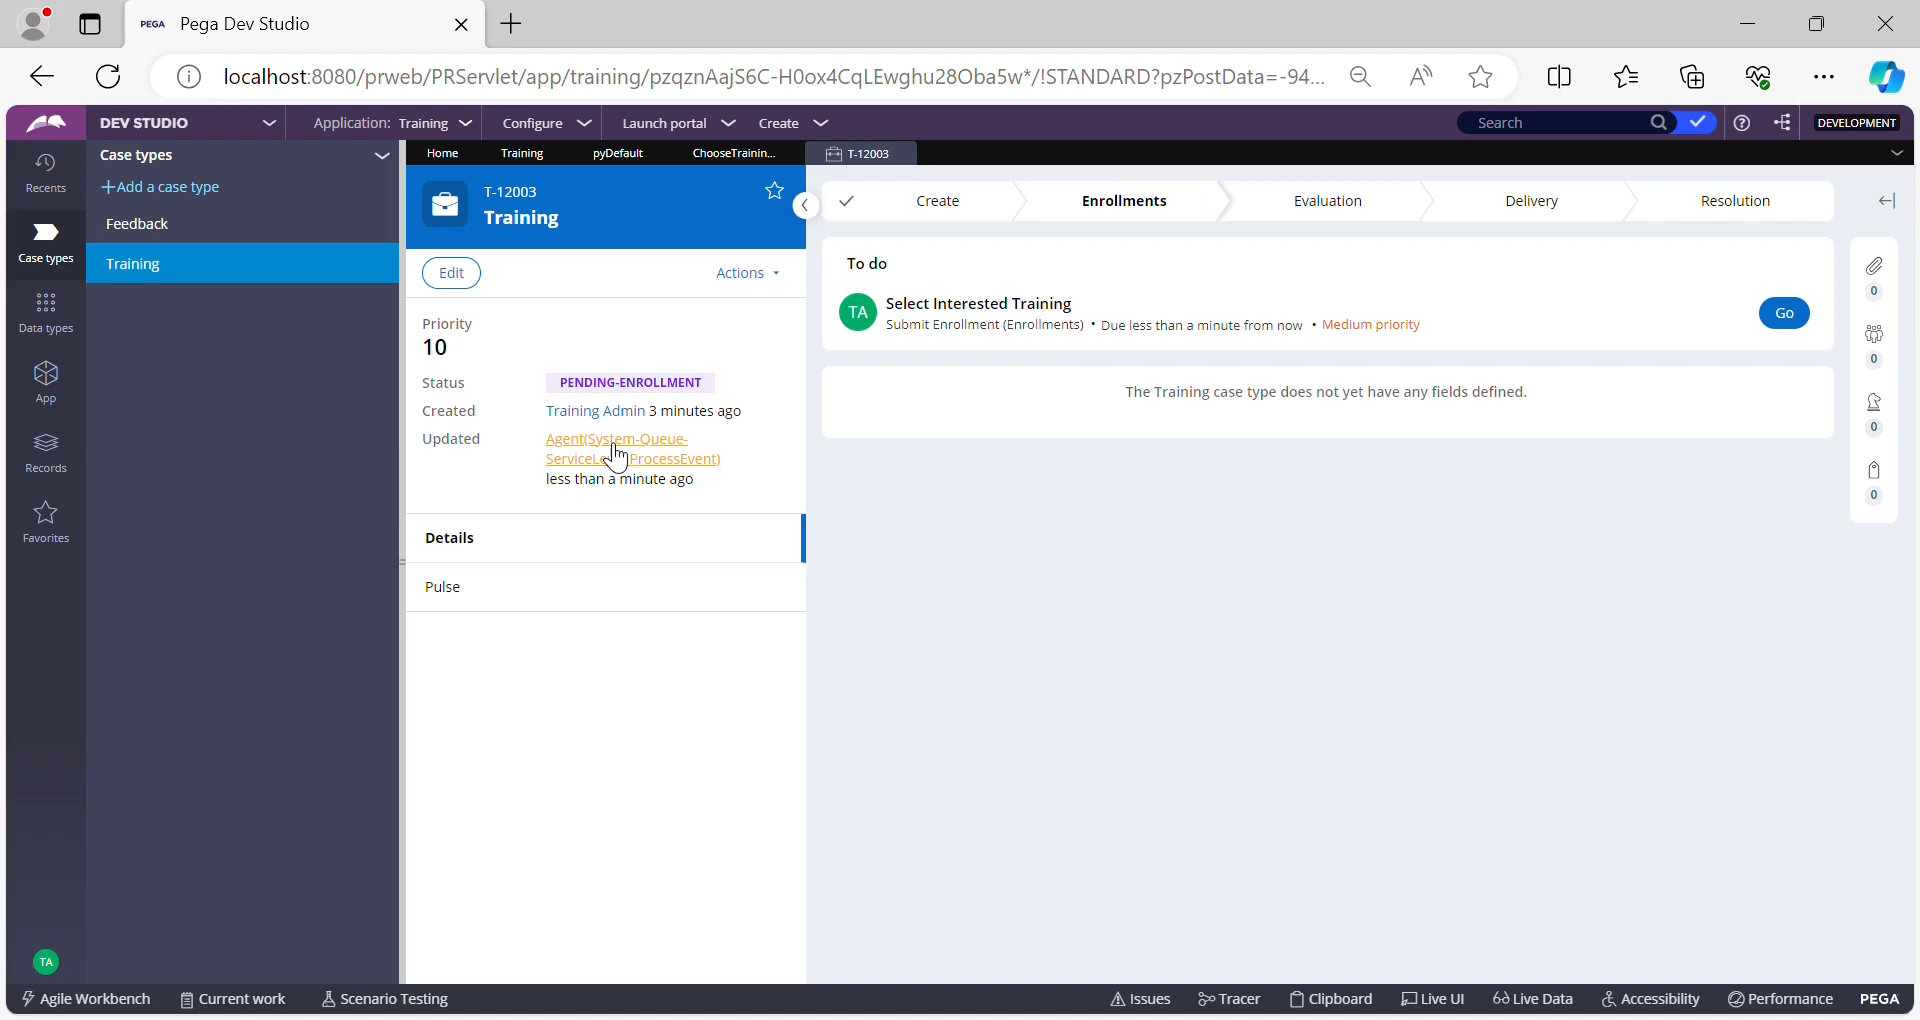 PEGA Pega Dev Studio
localhost:8080/prweb/PRServlet/app/training/pzqznAajS6C-H0ox4CqLEwghu28Oba5w*/!STANDARD?pzPostData=-94...
DEV STUDIO
Application: Training
Configure
Launch portal
Create
Search
DEVELOPMENT
Recents
Case types
Data types
App
Records
Favorites
TA
Case types
+Add a case type
Feedback
Training
Home
Training
pyDefault
ChooseTrainin...
T-12003
T-12003
Training
Edit
Actions
Priority
10
Status PENDING-ENROLLMENT
Created Training Admin 3 minutes ago
Updated Agent(System-Queue-
ProcessEvent)
less than a minute ago
Details
Pulse
Create
Enrollments
Evaluation
Delivery
Resolution
To do
TA
Select Interested Training
Submit Enrollment (Enrollments) • Due less than a minute from now • Medium priority
Go
The Training case type does not yet have any fields defined.
0
0
0
0
Agile Workbench
Current work
Scenario Testing
Issues
Tracer
Clipboard
Live UI
Live Data
Accessibility
Performance
PEGA